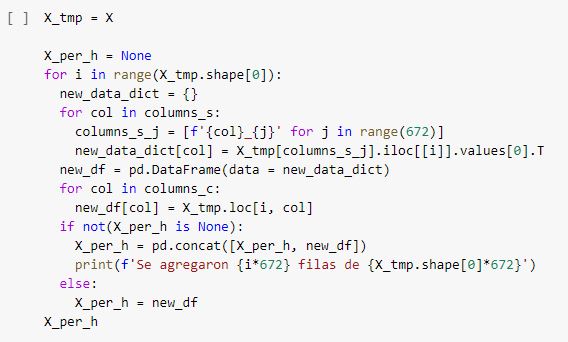 [ ] X_tmp = X

X_per_h = None
for i in range(X_tmp.shape[0]):
  new_data_dict = {}
  for col in columns_s:
    columns_s_j = [f'{col}_{j}' for j in range(672)]
    new_data_dict[col] = X_tmp[columns_s_j].iloc[[i]].values[0].T
  new_df = pd.DataFrame(data = new_data_dict)
  for col in columns_c:
    new_df[col] = X_tmp.loc[i, col]
  if not(X_per_h is None):
    X_per_h = pd.concat([X_per_h, new_df])
    print(f'Se agregaron {i*672} filas de {X_tmp.shape[0]*672}')
  else:
    X_per_h = new_df
X_per_h